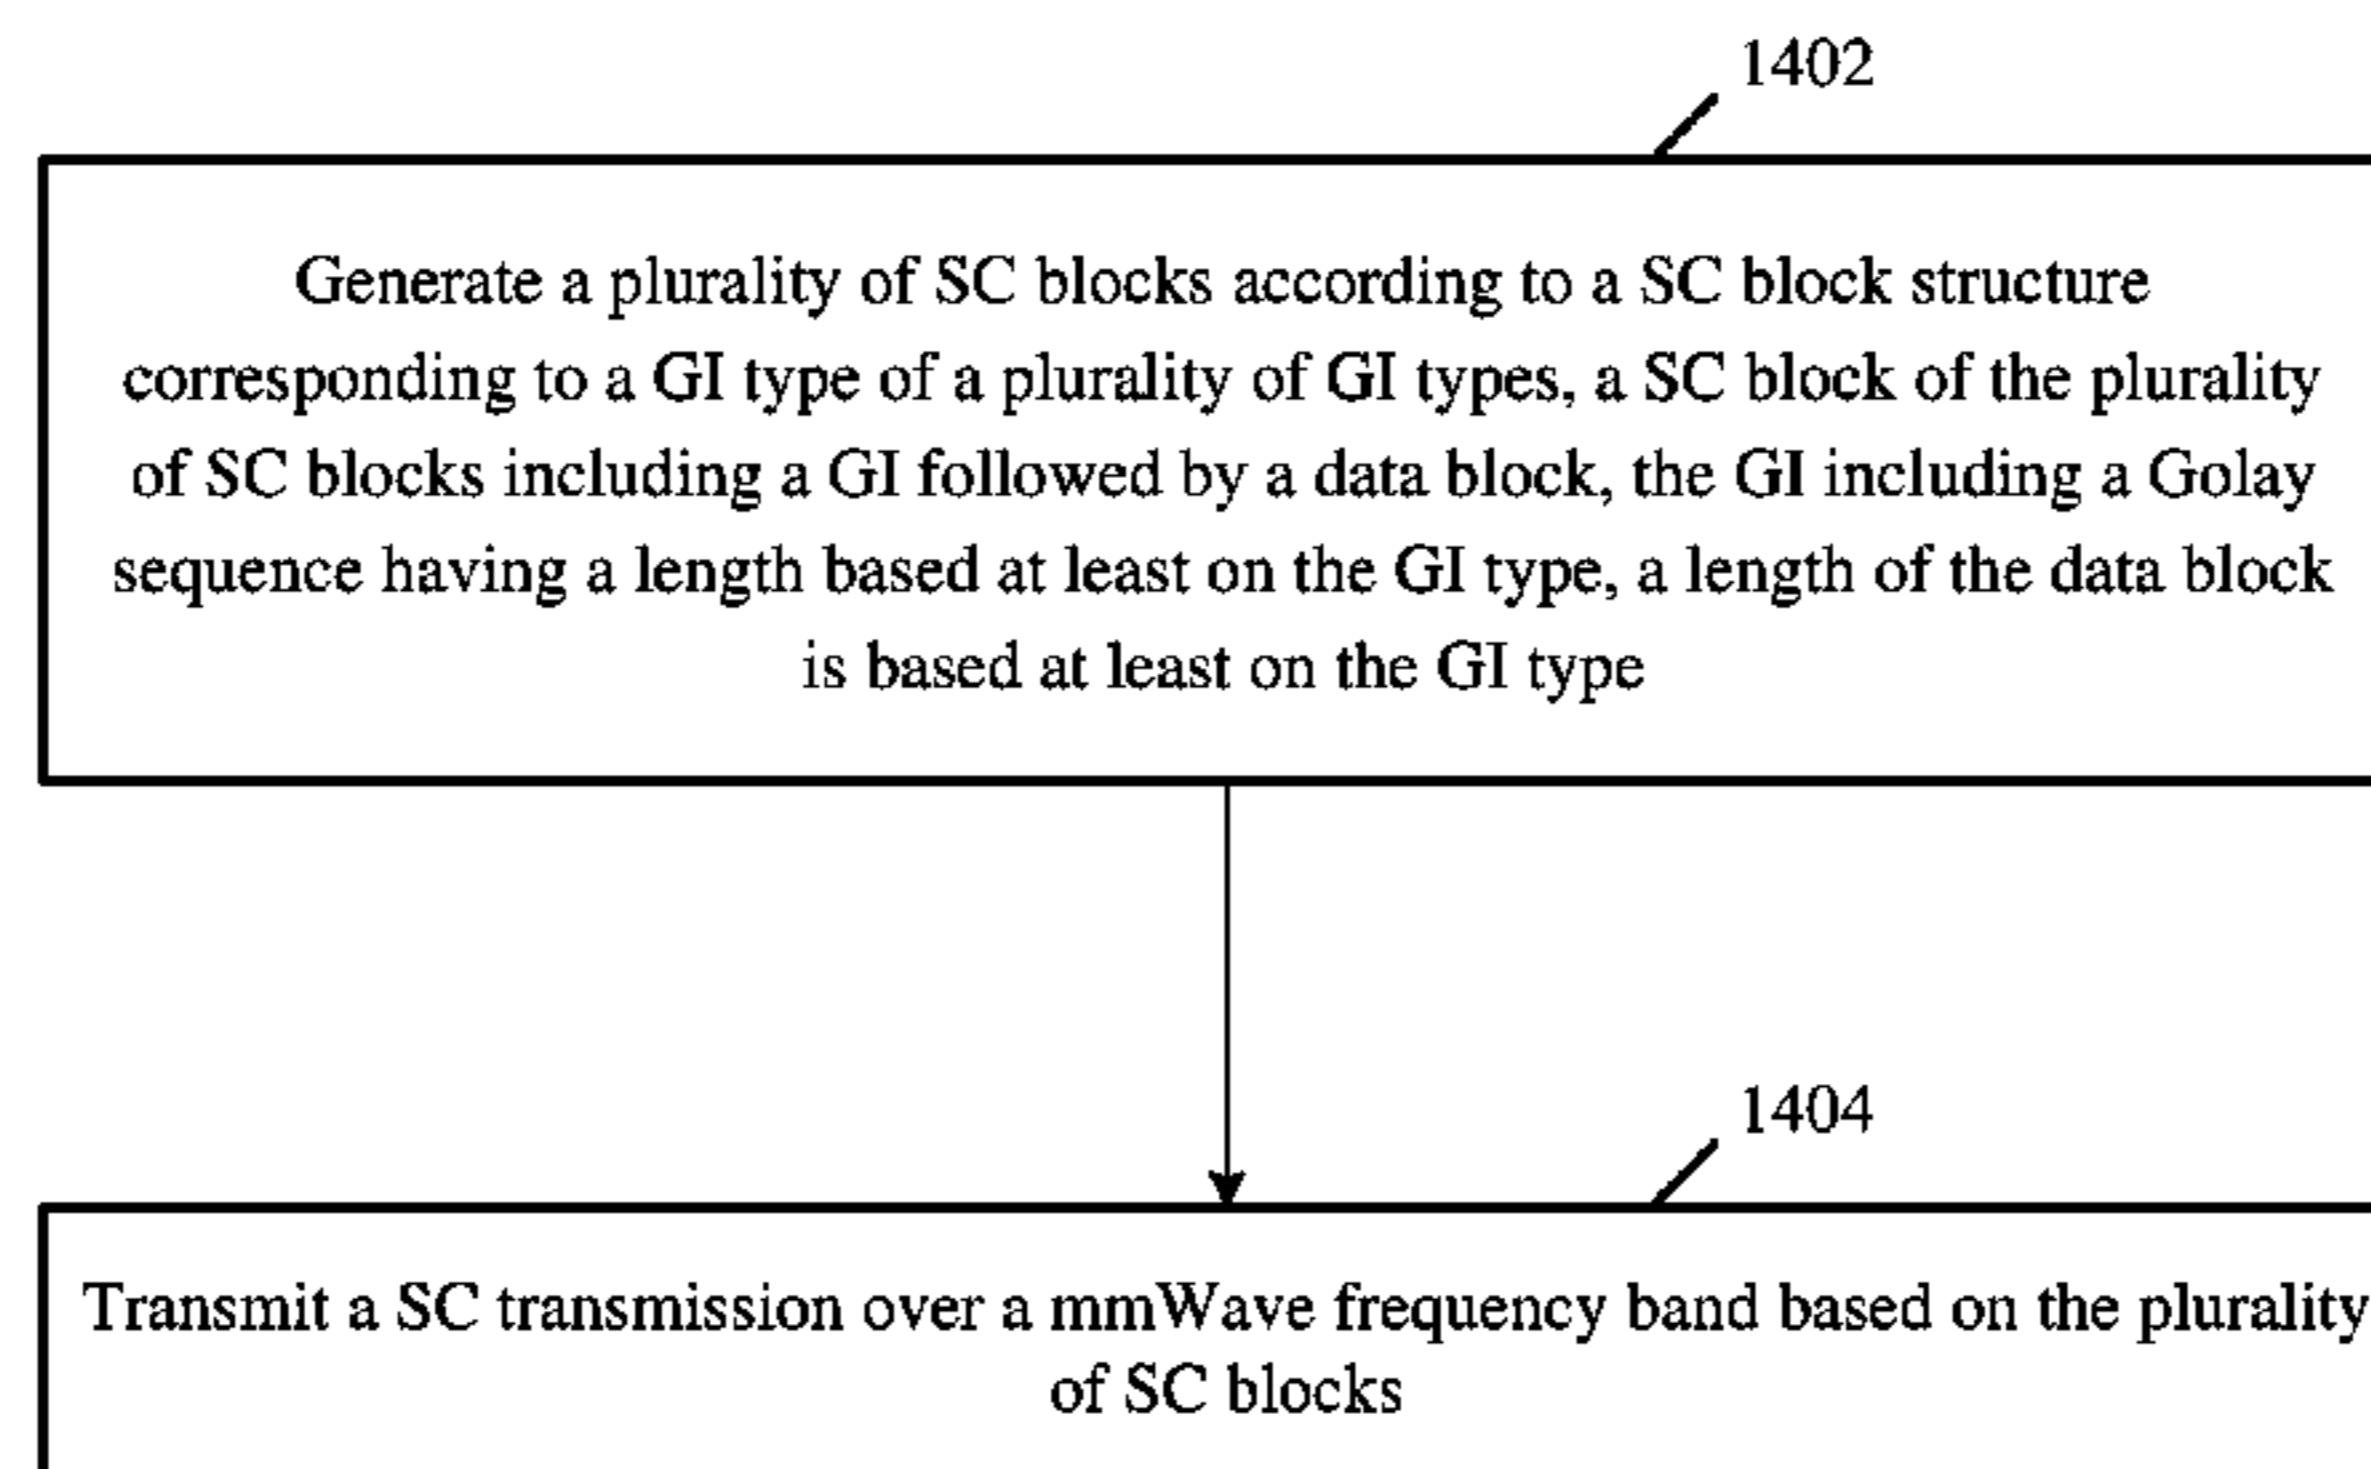 1402
Generate a plurality of SC blocks according to a SC block structure
corresponding to a GI type of a plurality of GI types, a SC block of the plurality
of SC blocks including a GI followed by a data block, the GI including a Golay
sequence having a length based at least on the GI type, a length of the data block
is based at least on the GI type
1404
Transmit a SC transmission over a mmWave frequency band based on the plurality
of SC blocks